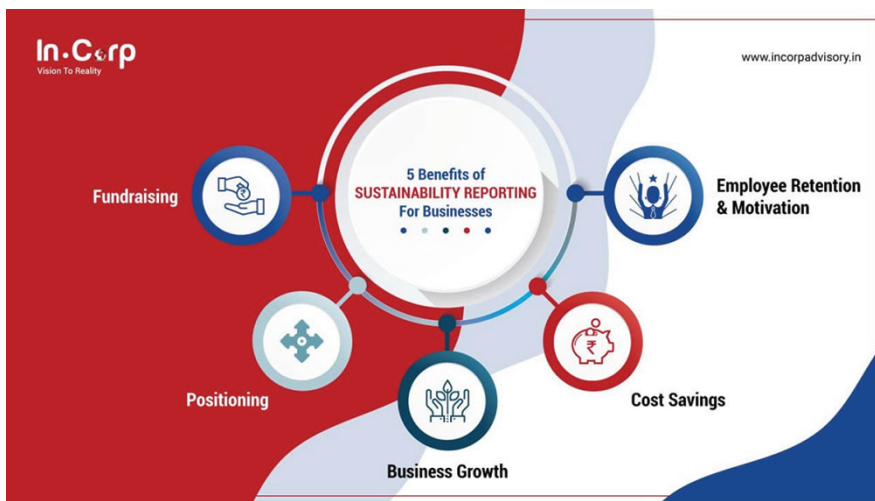 In.Corp
Vision To Reality
www.incorpadvisory.in
5 Benefits of
SUSTAINABILITY REPORTING
For Businesses
Fundraising
₹
Employee Retention
& Motivation
Positioning
₹
Cost Savings
Business Growth